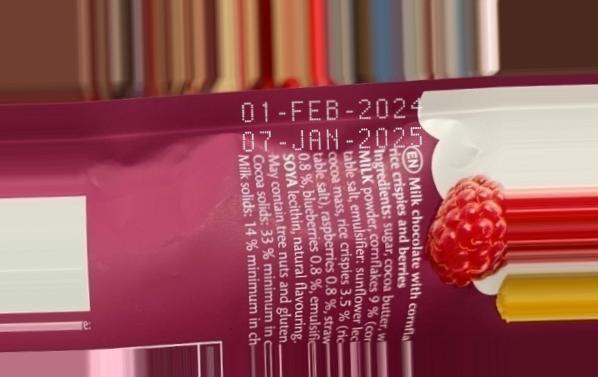 01-FEB-2024
07-JAN-2025
(EN) Milk chocolate with
rice crispies and berries
Ingredients: sugar, cocoa butter,
MILK powder, cornflakes 9 %
table salt, emulsifier: sunflower
cocoa mass, rice crispies 3.5 %
table salt), raspberries 0.8 %,
0.8 %, blueberries 0.8 %,
SOYA lecithin, natural flavouring.
May contain tree nuts and gluten.
Cocoa solids: 33 % minimum in
Milk solids: 14 % minimum in
e: